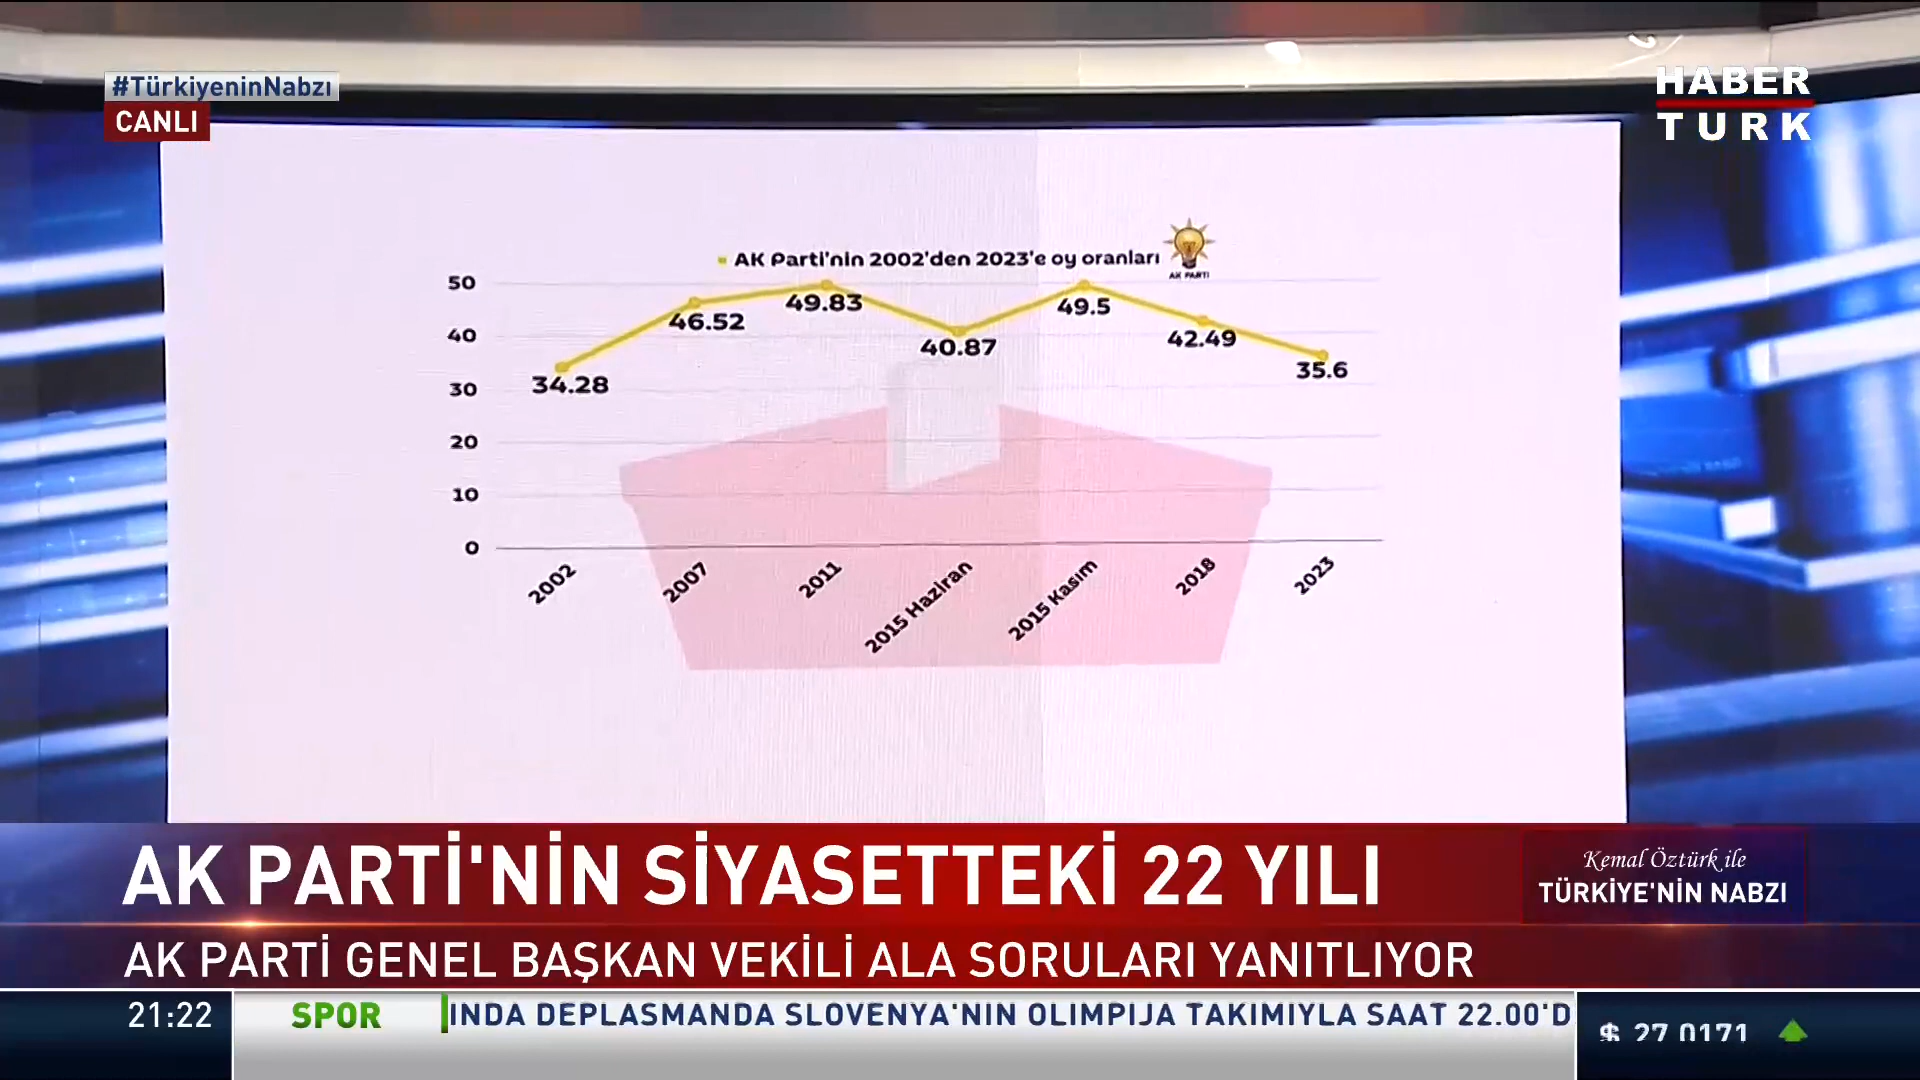 #TürkiyeninNabzı
CANLI
HABER
TURK
AK Parti'nin 2002'den 2023'e oy oranları
AK PARTİ
50
40
30
20
10
0
34.28
46.52
49.83
40.87
49.5
42.49
35.6
2002
2007
2011
2015 Haziran
2015 Kasım
2018
2023
AK PARTİ'NİN SİYASETTEKİ 22 YILI
Kemal Öztürk ile
TÜRKİYE'NİN NABZI
AK PARTİ GENEL BAŞKAN VEKİLİ ALA SORULARI YANITLIYOR
21:22
SPOR
INDA DEPLASMANDA SLOVENYA'NIN OLIMPIJA TAKIMIYLA SAAT 22.00'D
$ 27,0171